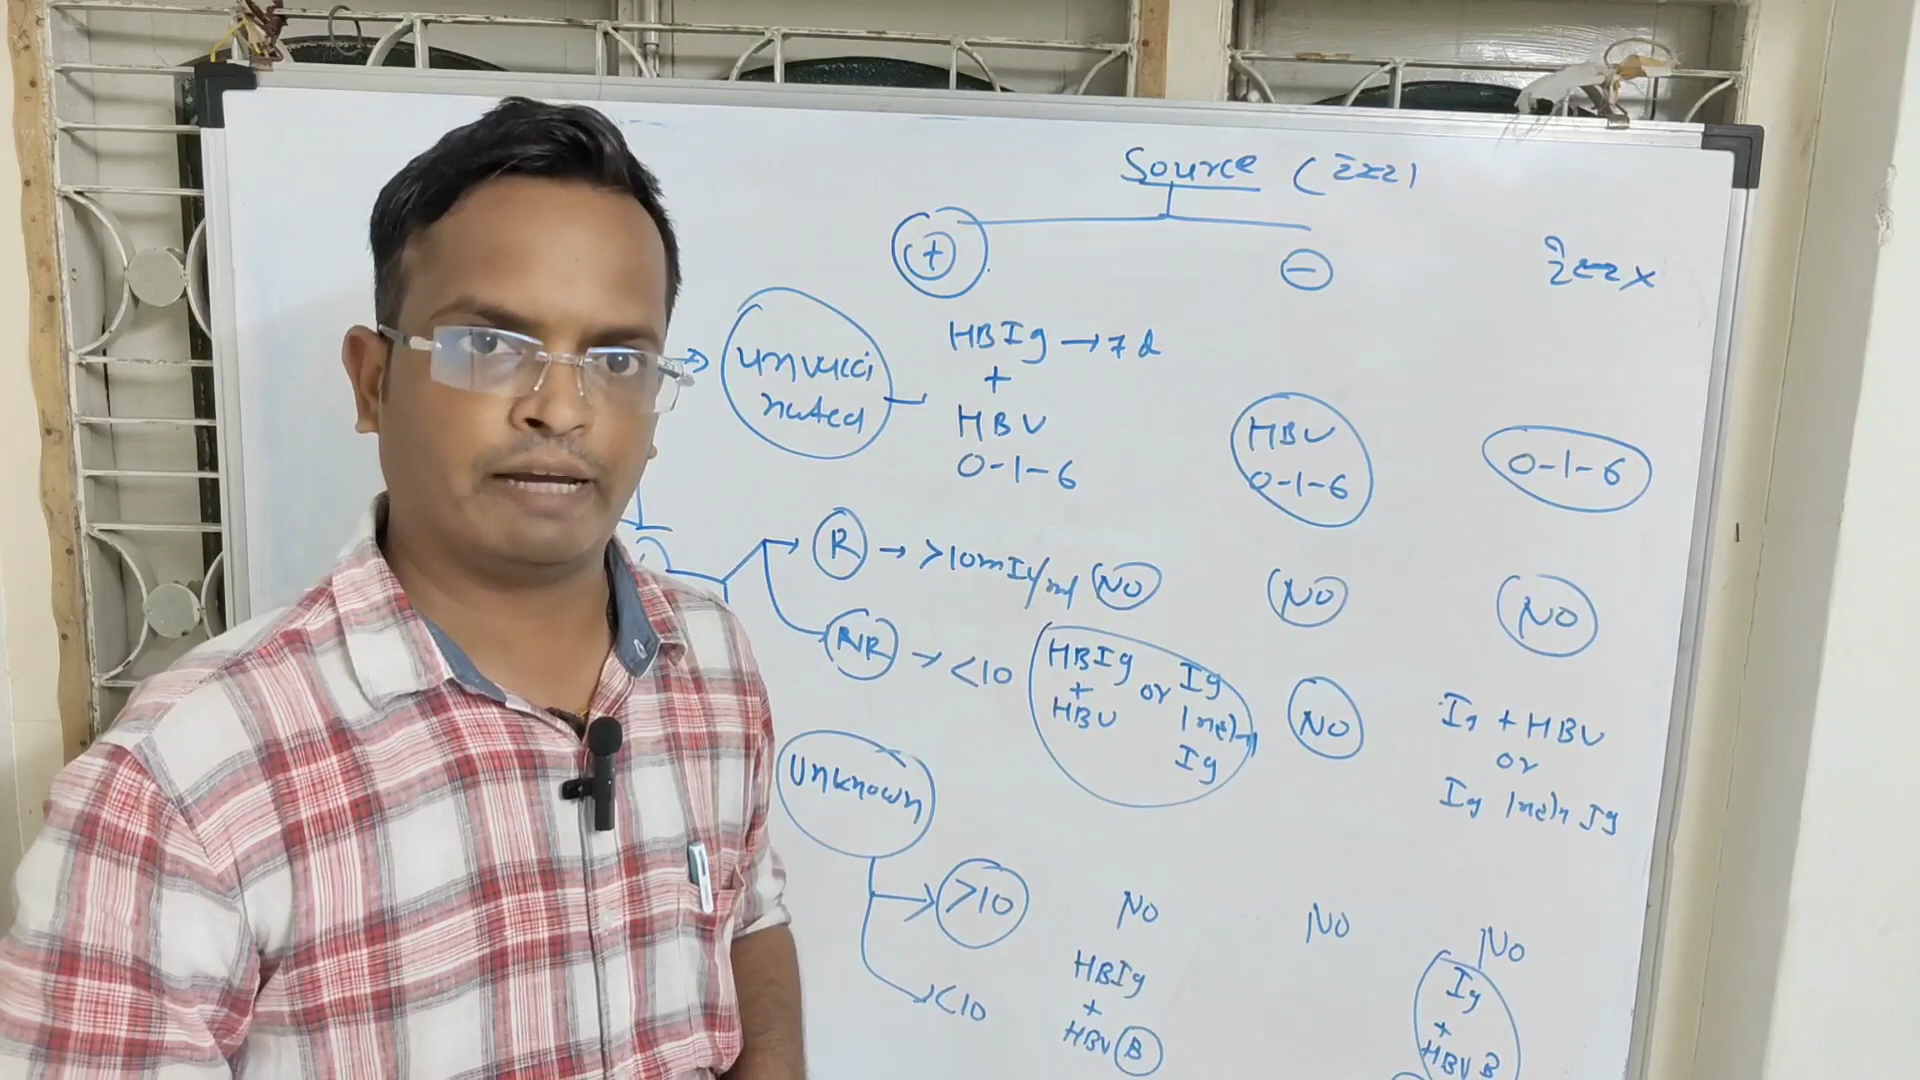 Source (
+
−
HBIg → 7d
+
HBV
0-1-6
unvacci
nated
HBV
0-1-6
0-1-6
R → >10mIu/ml NO
NO
NO
NR → <10
HBIg
+
HBV
or
Ig
Ig
NO
Ig + HBV
or
Ig Ig
Unknown
>10
NO
NO
NO
<10
HBIg
+
HBV B
Ig
+
HBV B